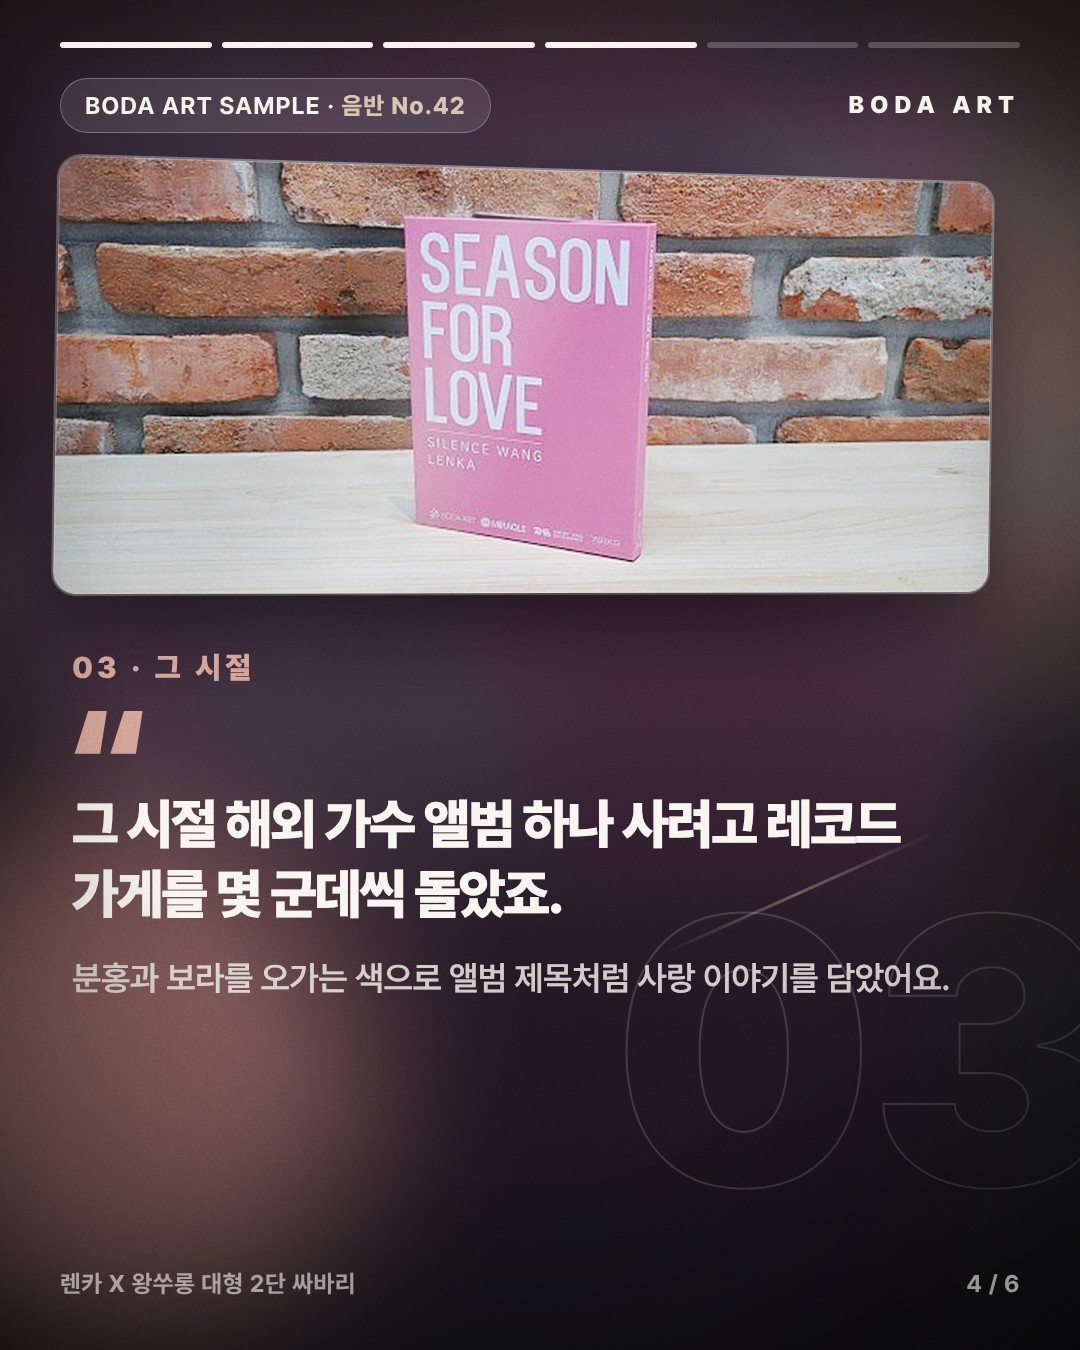 BODA ART SAMPLE · 음반 No.42
BODA ART
SEASON
FOR
LOVE
SILENCE WANG
LENKA
BODA ART MIRACLE
03 · 그 시절
“
그 시절 해외 가수 앨범 하나 사려고 레코드
가게를 몇 군데씩 돌았죠.
분홍과 보라를 오가는 색으로 앨범 제목처럼 사랑 이야기를 담았어요.
03
렌카 X 왕쑤롱 대형 2단 싸바리
4 / 6